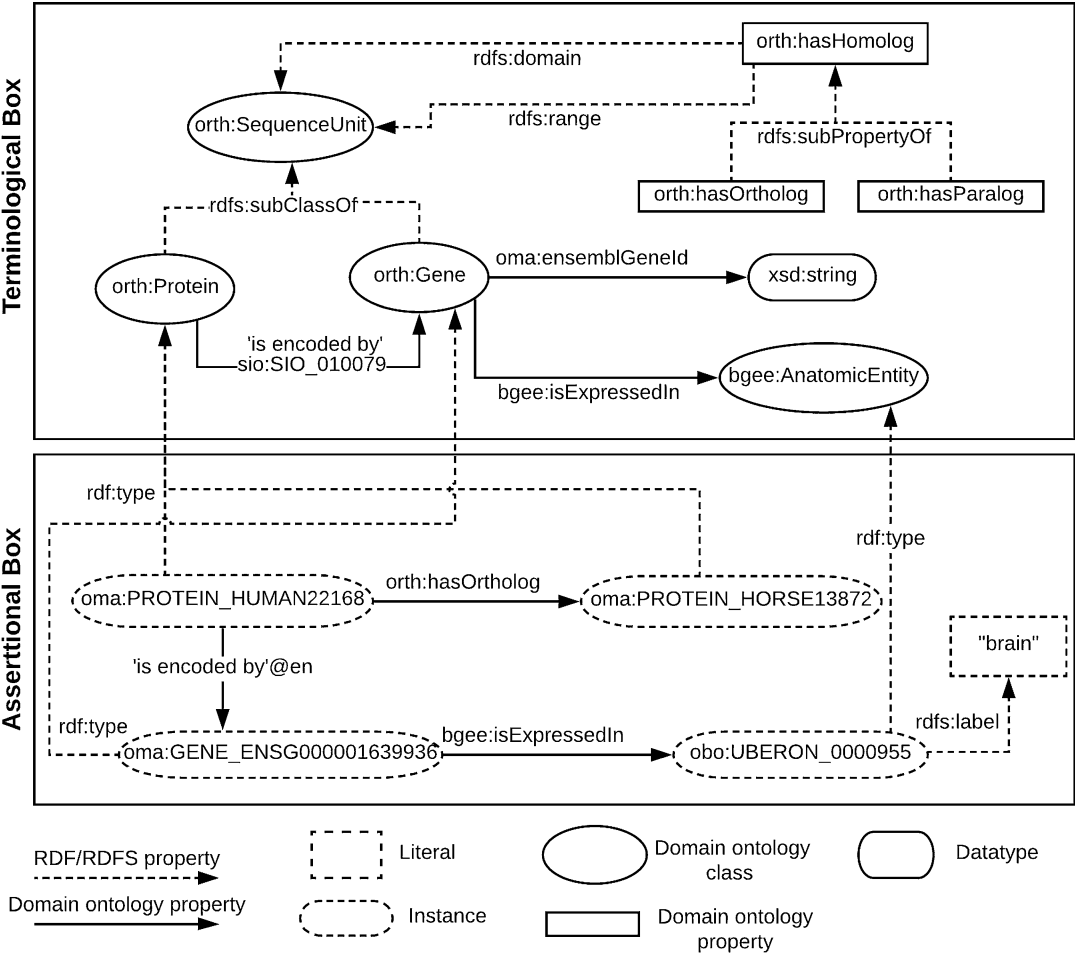 Terminological Box
orth:hasHomolog
rdfs:domain
orth:SequenceUnit
rdfs:range
rdfs:subPropertyOf
orth:hasOrtholog
orth:hasParalog
rdfs:subClassOf
orth:Protein
orth:Gene
oma:ensemblGeneId
xsd:string
'is encoded by'
sio:SIO_010079
bgee:isExpressedIn
bgee:AnatomicEntity
Asserttional Box
rdf:type
rdf:type
orth:hasOrtholog
oma:PROTEIN_HUMAN22168
oma:PROTEIN_HORSE13872
"brain"
'is encoded by'@en
rdf:type
rdfs:label
bgee:isExpressedIn
oma:GENE_ENSG000001639936
obo:UBERON_0000955
RDF/RDFS property
Literal
Domain ontology
class
Datatype
Domain ontology property
Instance
Domain ontology
property